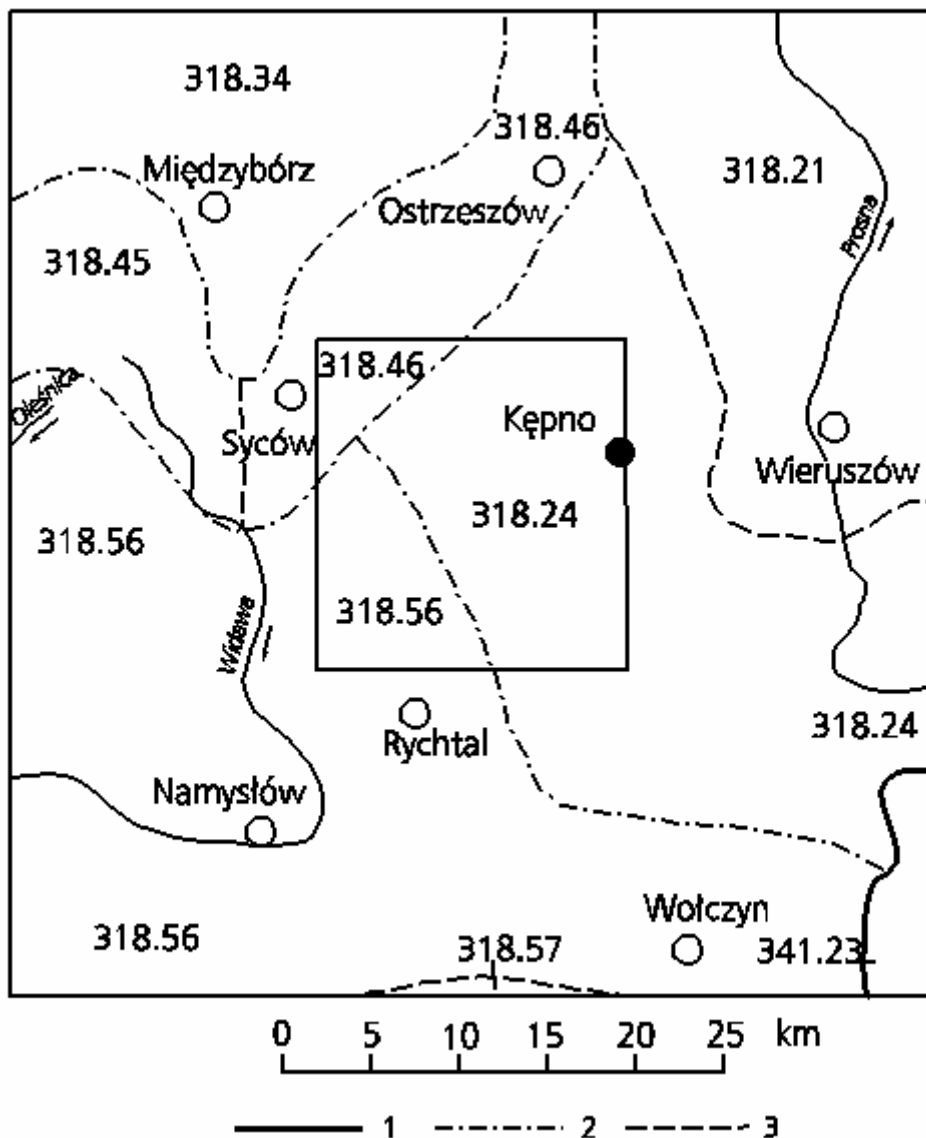 318.34
318.46
Międzybórz
Ostrzeszów
318.21
Prosna
318.45
318.46
Oleśnica
Syców
Kępno
Wieruszów
318.24
318.56
318.56
Widawa
Rychtal
318.24
Namysłów
Wołczyn
318.56
318.57
341.23
0 5 10 15 20 25 km
1 2 3